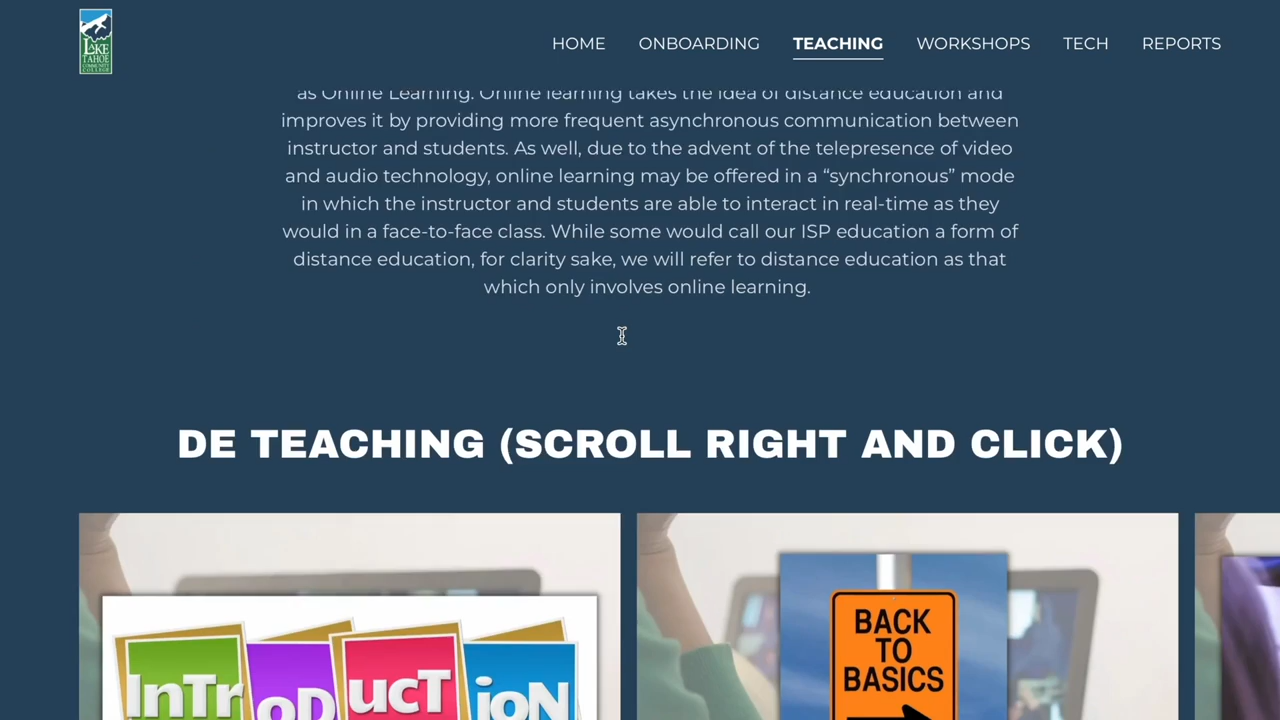 LAKE
TAHOE
COMMUNITY
COLLEGE
HOME ONBOARDING TEACHING WORKSHOPS TECH REPORTS
as Online Learning. Online learning takes the idea of distance education and
improves it by providing more frequent asynchronous communication between
instructor and students. As well, due to the advent of the telepresence of video
and audio technology, online learning may be offered in a “synchronous” mode
in which the instructor and students are able to interact in real-time as they
would in a face-to-face class. While some would call our ISP education a form of
distance education, for clarity sake, we will refer to distance education as that
which only involves online learning.
DE TEACHING (SCROLL RIGHT AND CLICK)
InTroDucTioN
BACK
TO
BASICS